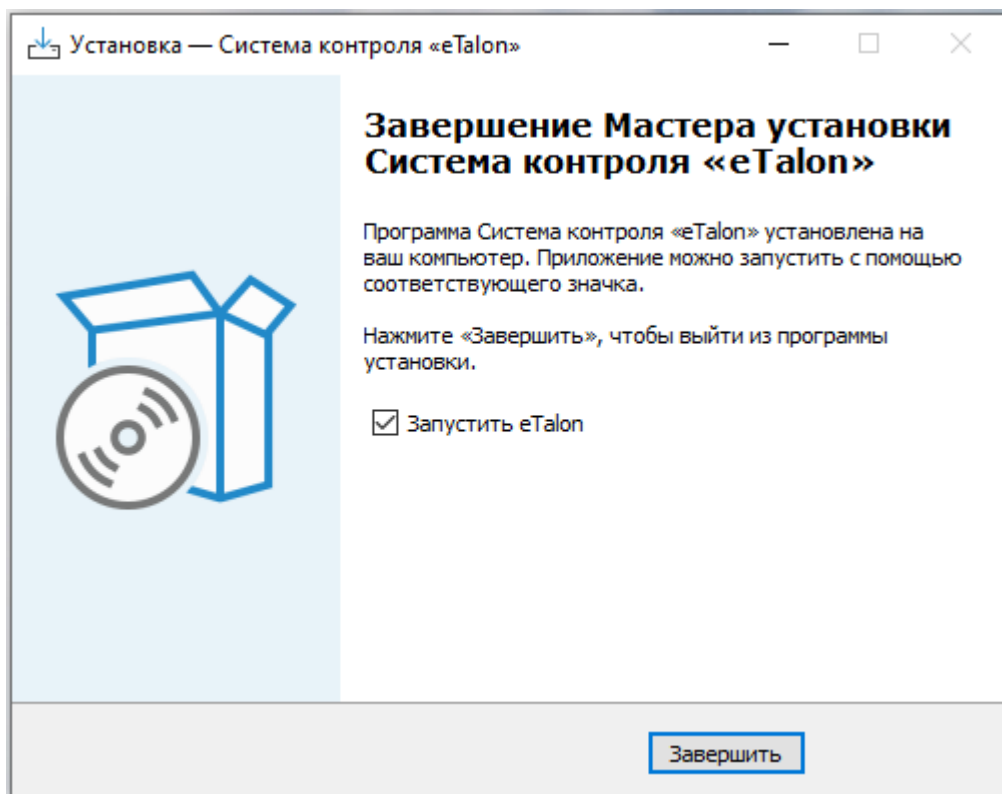 Установка — Система контроля «eTalon»
Завершение Мастера установки
Система контроля «eTalon»
Программа Система контроля «eTalon» установлена на
ваш компьютер. Приложение можно запустить с помощью
соответствующего значка.
Нажмите «Завершить», чтобы выйти из программы
установки.
Запустить eTalon
Завершить